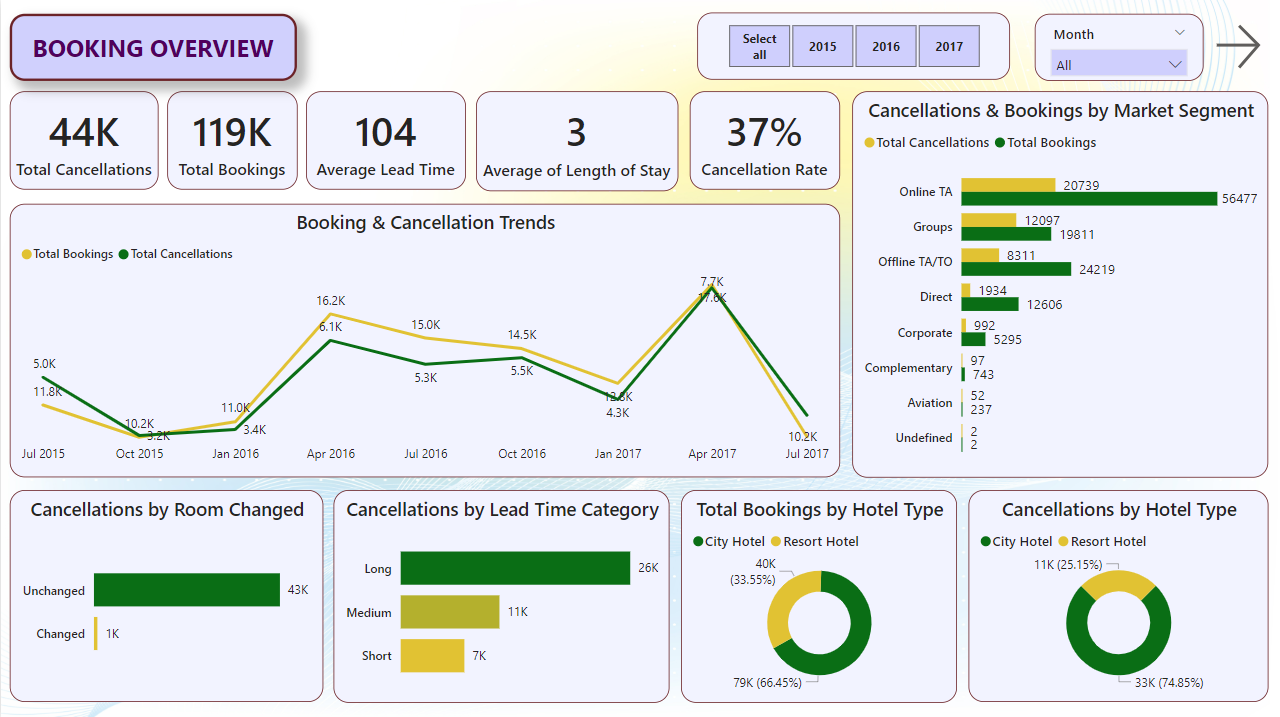 BOOKING OVERVIEW
Select all
2015
2016
2017
Month
All
44K
Total Cancellations
119K
Total Bookings
104
Average Lead Time
3
Average of Length of Stay
37%
Cancellation Rate
Cancellations & Bookings by Market Segment
Total Cancellations Total Bookings
Online TA 20739
56477
Groups 12097
19811
Offline TA/TO 8311
24219
Direct 1934
12606
Corporate 992
5295
Complementary 97
743
Aviation 52
237
Undefined 2
2
Booking & Cancellation Trends
Total Bookings Total Cancellations
5.0K
11.8K
10.2K
3.2K
11.0K
3.4K
16.2K
6.1K
15.0K
5.3K
14.5K
5.5K
12.8K
4.3K
7.7K
17.6K
10.2K
Jul 2015 Oct 2015 Jan 2016 Apr 2016 Jul 2016 Oct 2016 Jan 2017 Apr 2017 Jul 2017
Cancellations by Room Changed
Unchanged 43K
Changed 1K
Cancellations by Lead Time Category
Long 26K
Medium 11K
Short 7K
Total Bookings by Hotel Type
City Hotel Resort Hotel
40K
(33.55%)
79K (66.45%)
Cancellations by Hotel Type
City Hotel Resort Hotel
11K (25.15%)
33K (74.85%)